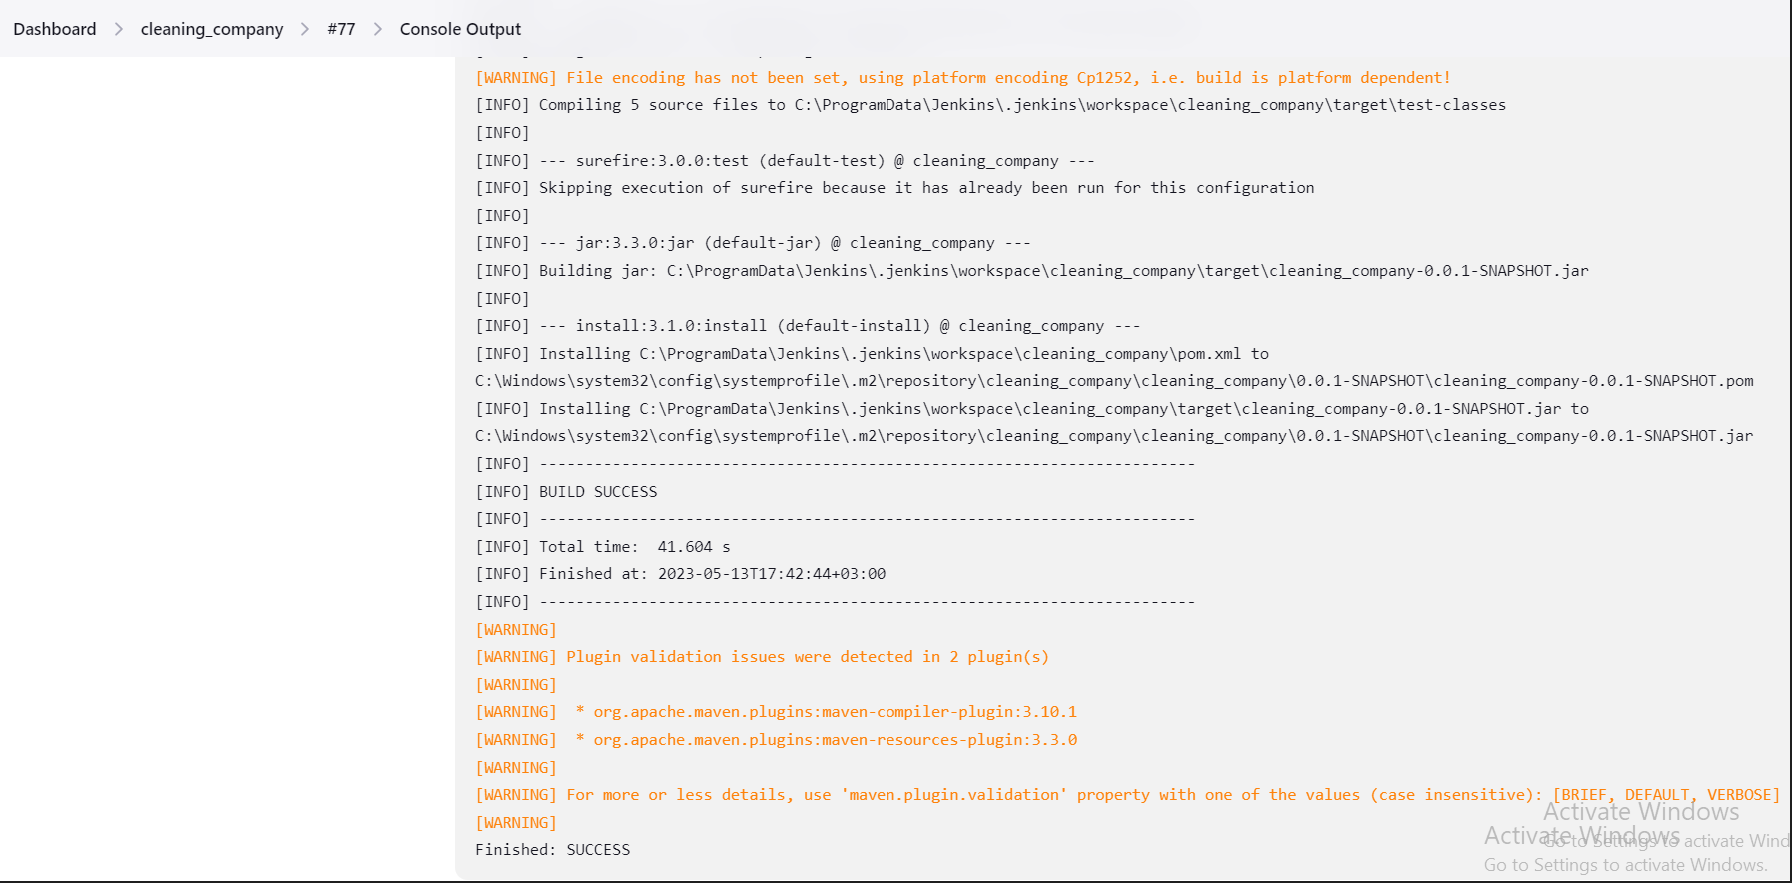 Dashboard > cleaning_company > #77 > Console Output
[WARNING] File encoding has not been set, using platform encoding Cp1252, i.e. build is platform dependent!
[INFO] Compiling 5 source files to C:\ProgramData\Jenkins\.jenkins\workspace\cleaning_company\target\test-classes
[INFO]
[INFO] --- surefire:3.0.0:test (default-test) @ cleaning_company ---
[INFO] Skipping execution of surefire because it has already been run for this configuration
[INFO]
[INFO] --- jar:3.3.0:jar (default-jar) @ cleaning_company ---
[INFO] Building jar: C:\ProgramData\Jenkins\.jenkins\workspace\cleaning_company\target\cleaning_company-0.0.1-SNAPSHOT.jar
[INFO]
[INFO] --- install:3.1.0:install (default-install) @ cleaning_company ---
[INFO] Installing C:\ProgramData\Jenkins\.jenkins\workspace\cleaning_company\pom.xml to
C:\Windows\system32\config\systemprofile\.m2\repository\cleaning_company\cleaning_company\0.0.1-SNAPSHOT\cleaning_company-0.0.1-SNAPSHOT.pom
[INFO] Installing C:\ProgramData\Jenkins\.jenkins\workspace\cleaning_company\target\cleaning_company-0.0.1-SNAPSHOT.jar to
C:\Windows\system32\config\systemprofile\.m2\repository\cleaning_company\cleaning_company\0.0.1-SNAPSHOT\cleaning_company-0.0.1-SNAPSHOT.jar
[INFO] ------------------------------------------------------------------------
[INFO] BUILD SUCCESS
[INFO] ------------------------------------------------------------------------
[INFO] Total time:  41.604 s
[INFO] Finished at: 2023-05-13T17:42:44+03:00
[INFO] ------------------------------------------------------------------------
[WARNING]
[WARNING] Plugin validation issues were detected in 2 plugin(s)
[WARNING]
[WARNING]  * org.apache.maven.plugins:maven-compiler-plugin:3.10.1
[WARNING]  * org.apache.maven.plugins:maven-resources-plugin:3.3.0
[WARNING]
[WARNING] For more or less details, use 'maven.plugin.validation' property with one of the values (case insensitive): [BRIEF, DEFAULT, VERBOSE]
[WARNING]
Finished: SUCCESS
Activate Windows
Go to Settings to activate Wind
Activate Windows
Go to Settings to activate Windows.